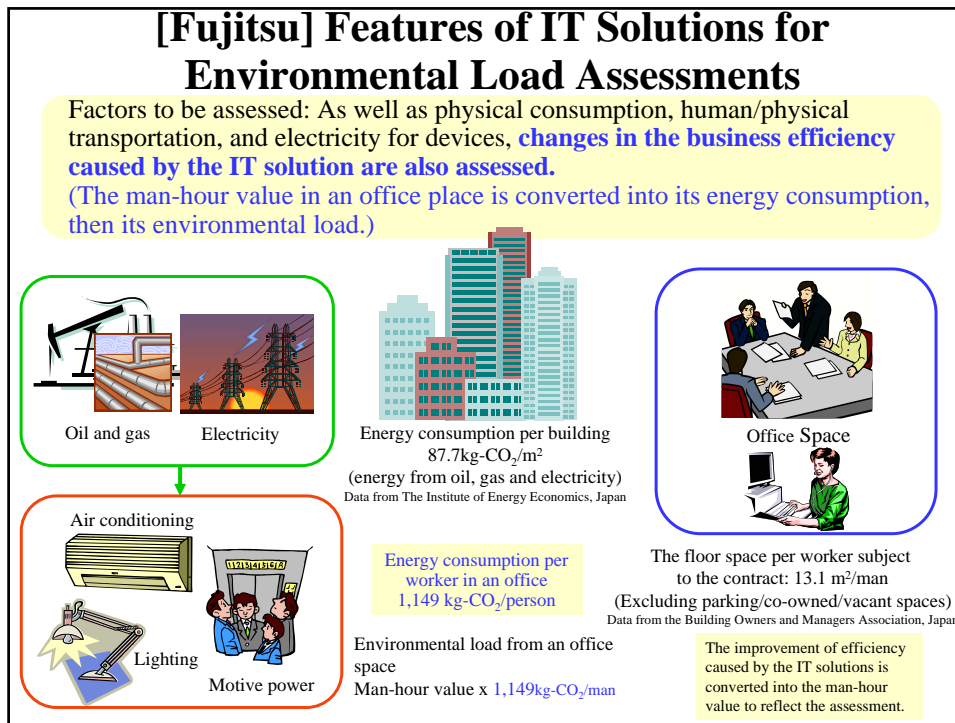 [Fujitsu] Features of IT Solutions for
Environmental Load Assessments
Factors to be assessed: As well as physical consumption, human/physical
transportation, and electricity for devices, changes in the business efficiency
caused by the IT solution are also assessed.
(The man-hour value in an office place is converted into its energy consumption,
then its environmental load.)
Oil and gas
Electricity
Energy consumption per building
87.7kg-CO₂/m²
(energy from oil, gas and electricity)
Data from The Institute of Energy Economics, Japan
Office Space
Air conditioning
Lighting
Motive power
Energy consumption per
worker in an office
1,149 kg-CO₂/person
Environmental load from an office
space
Man-hour value x 1,149kg-CO₂/man
The floor space per worker subject
to the contract: 13.1 m²/man
(Excluding parking/co-owned/vacant spaces)
Data from the Building Owners and Managers Association, Japan
The improvement of efficiency
caused by the IT solutions is
converted into the man-hour
value to reflect the assessment.